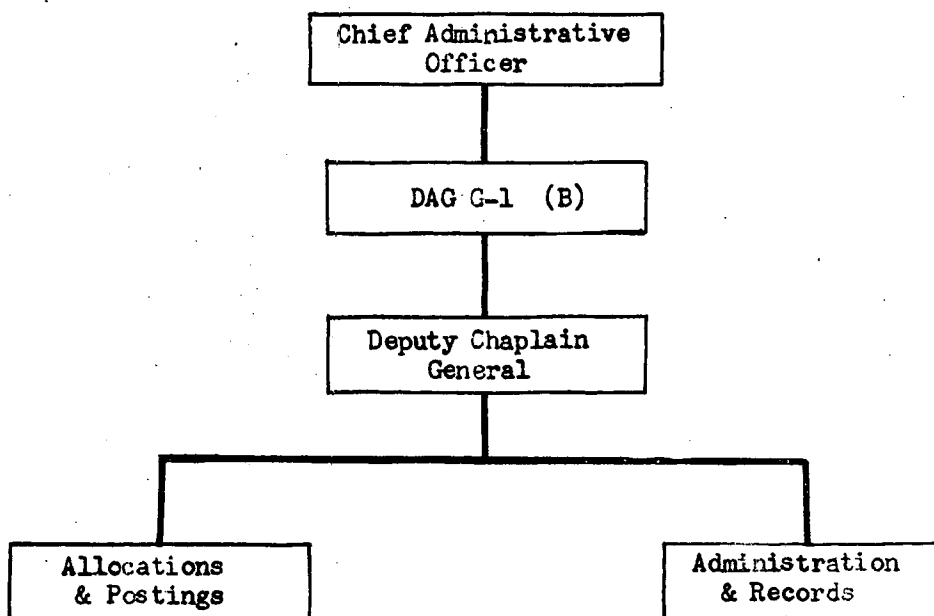 Chief Administrative
Officer
DAG G-1 (B)
Deputy Chaplain
General
Allocations
& Postings
Administration
& Records